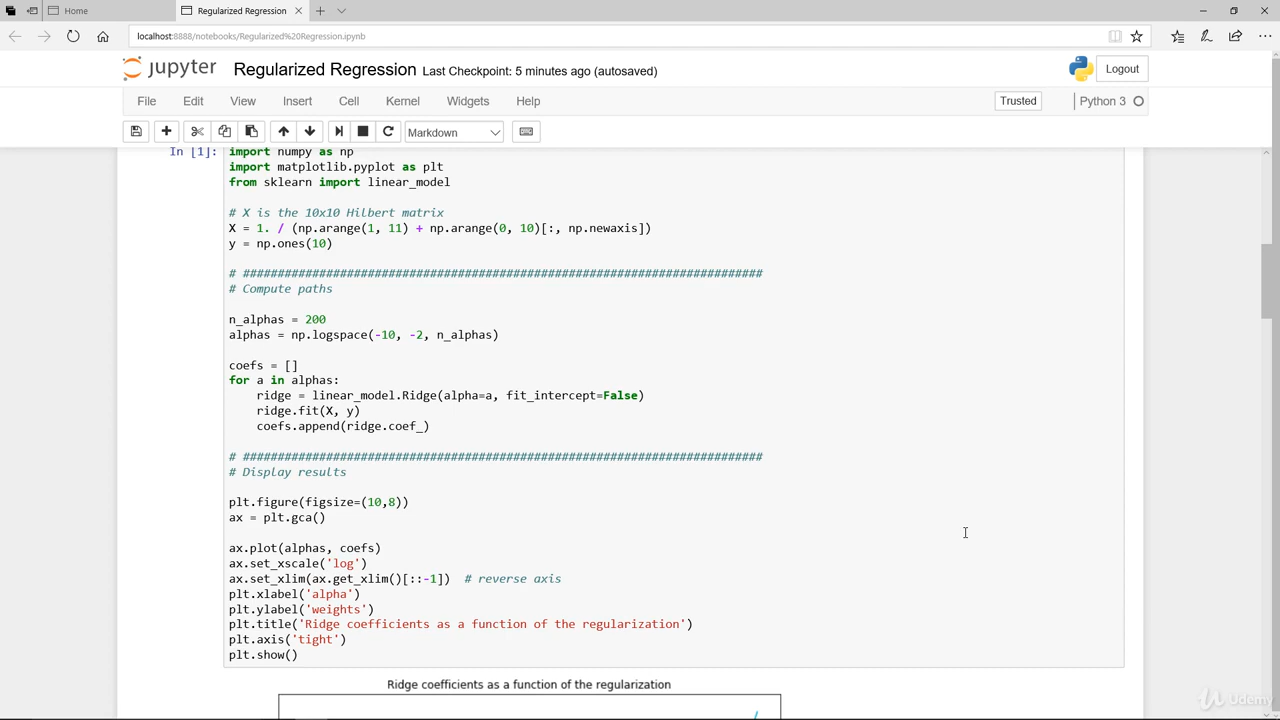 Home
Regularized Regression
localhost:8888/notebooks/Regularized%20Regression.ipynb
jupyter Regularized Regression Last Checkpoint: 5 minutes ago (autosaved)
Logout
File Edit View Insert Cell Kernel Widgets Help
Trusted
Python 3
Markdown
In [1]:
import numpy as np
import matplotlib.pyplot as plt
from sklearn import linear_model
# X is the 10x10 Hilbert matrix
X = 1. / (np.arange(1, 11) + np.arange(0, 10)[:, np.newaxis])
y = np.ones(10)
# ###########################################################################
# Compute paths
n_alphas = 200
alphas = np.logspace(-10, -2, n_alphas)
coefs = []
for a in alphas:
    ridge = linear_model.Ridge(alpha=a, fit_intercept=False)
    ridge.fit(X, y)
    coefs.append(ridge.coef_)
# ###########################################################################
# Display results
plt.figure(figsize=(10,8))
ax = plt.gca()
ax.plot(alphas, coefs)
ax.set_xscale('log')
ax.set_xlim(ax.get_xlim()[::-1])  # reverse axis
plt.xlabel('alpha')
plt.ylabel('weights')
plt.title('Ridge coefficients as a function of the regularization')
plt.axis('tight')
plt.show()
Ridge coefficients as a function of the regularization
Udemy